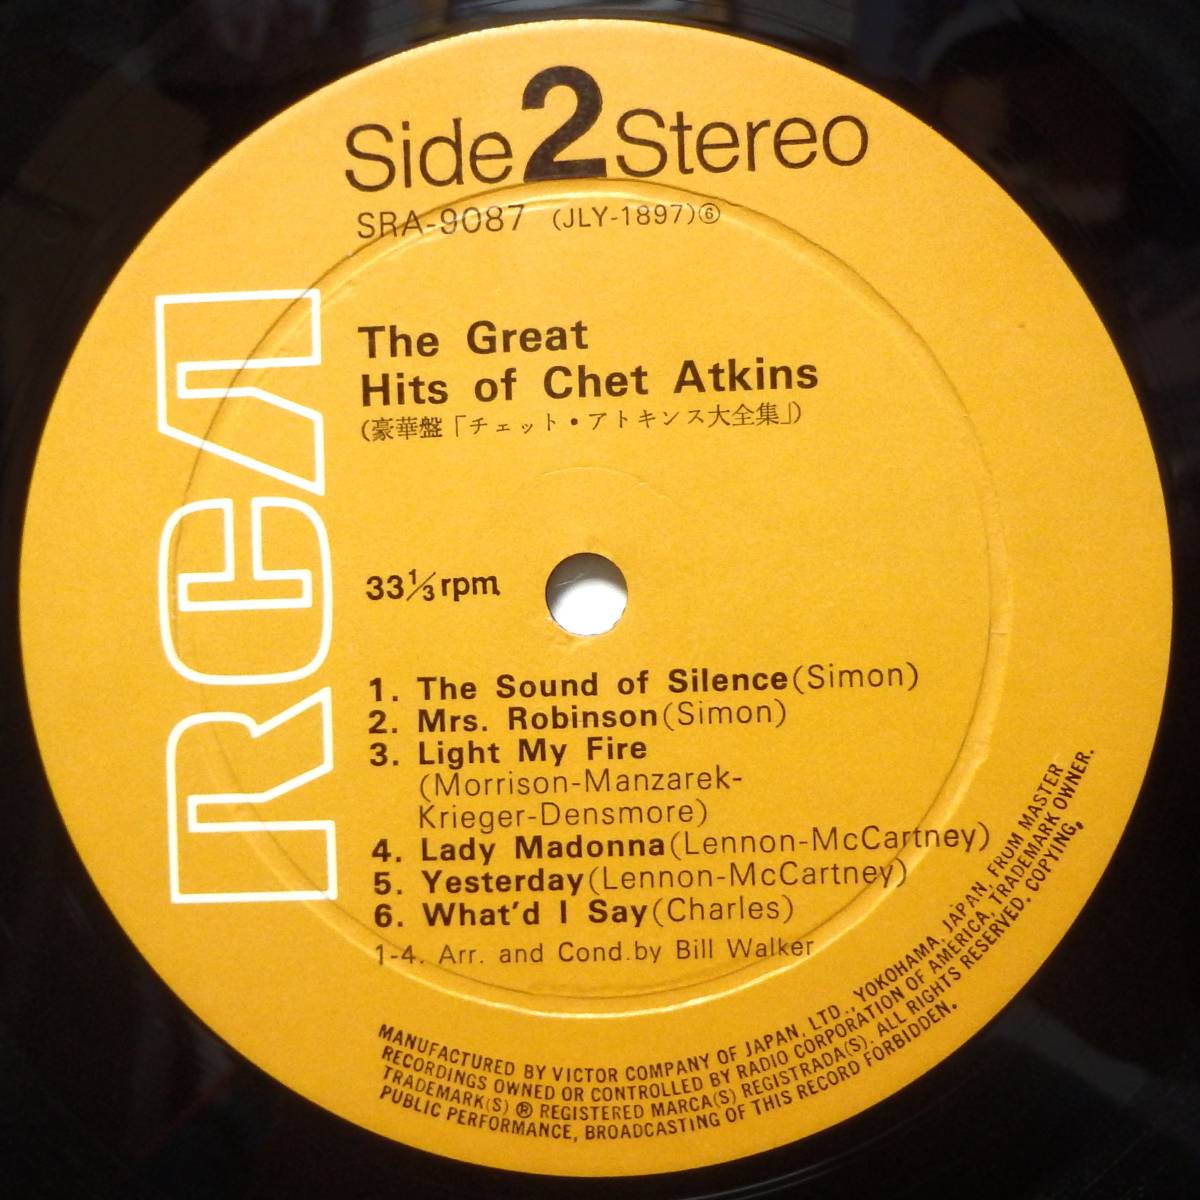 Side 2 Stereo
SRA-9087 (JLY-1897)⑥
The Great
Hits of Chet Atkins
(豪華盤「チェット・アトキンス大全集」)
RCA
33⅓ rpm
1. The Sound of Silence(Simon)
2. Mrs. Robinson(Simon)
3. Light My Fire
(Morrison-Manzarek-
Krieger-Densmore)
4. Lady Madonna(Lennon-McCartney)
5. Yesterday(Lennon-McCartney)
6. What'd I Say(Charles)
1-4. Arr. and Cond.by Bill Walker
MANUFACTURED BY VICTOR COMPANY OF JAPAN, LTD., YOKOHAMA, JAPAN, FRUM MASTER
RECORDINGS OWNED OR CONTROLLED BY RADIO CORPORATION OF AMERICA, TRADEMARK OWNER.
TRADEMARK(S) ® REGISTERED MARCA(S) REGISTRADA(S). ALL RIGHTS RESERVED. COPYING,
PUBLIC PERFORMANCE, BROADCASTING OF THIS RECORD FORBIDDEN.